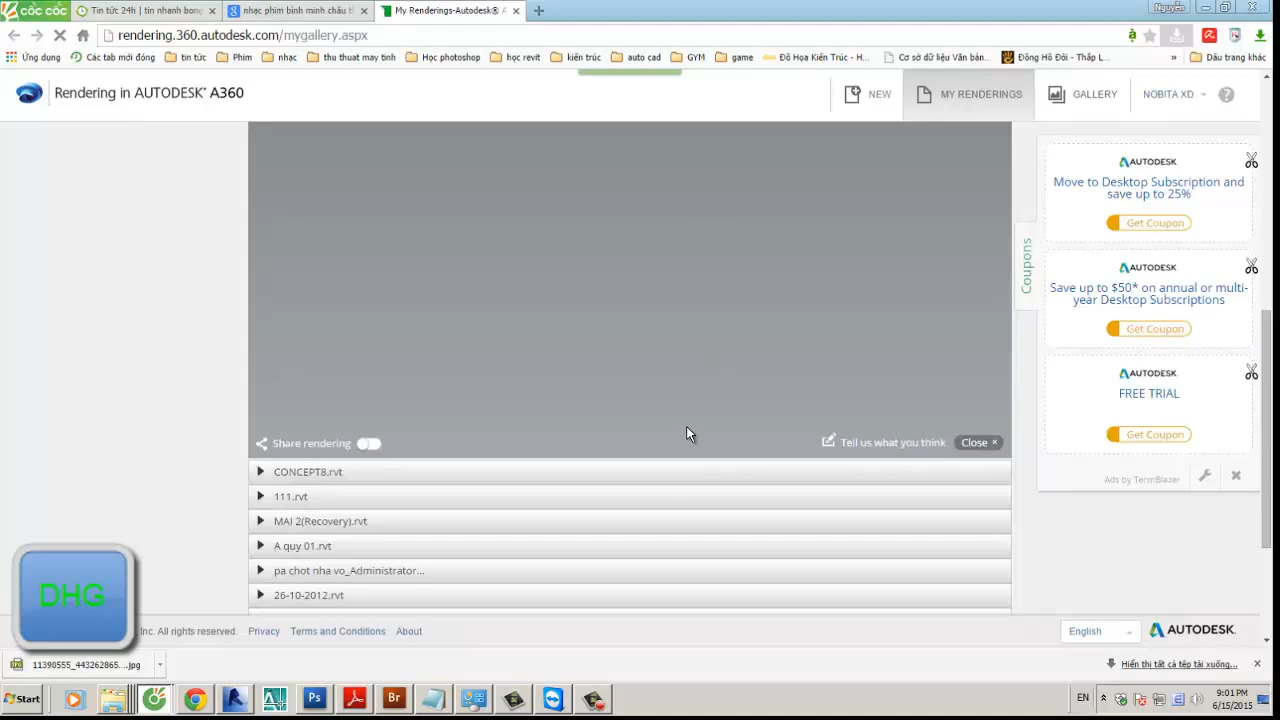 CỐC CỐC
Tin tức 24h | tin nhanh bong
nhạc phim bình minh châu t
My Renderings-Autodesk® A
Nguyễn
rendering.360.autodesk.com/mygallery.aspx
Ứng dung
Các tab mới đóng
tin tức
Phim
nhạc
thu thuat may tinh
Học photoshop
học revit
kiến trúc
auto cad
GYM
game
Đồ Họa Kiến Trúc - H...
Cơ sở dữ liệu Văn bản...
Đồng Hồ Đôi - Thắp L...
»
Dấu trang khác
Rendering in AUTODESK® A360
NEW
MY RENDERINGS
GALLERY
NOBITA XD
?
AUTODESK
Move to Desktop Subscription and
save up to 25%
Get Coupon
Coupons
AUTODESK
Save up to $50* on annual or multi-
year Desktop Subscriptions
Get Coupon
AUTODESK
FREE TRIAL
Get Coupon
Ads by TermBlazer
Share rendering
Tell us what you think
Close ×
CONCEPT8.rvt
111.rvt
MAI 2(Recovery).rvt
A quy 01.rvt
pa chot nha vo_Administrator...
26-10-2012.rvt
DHG
Inc. All rights reserved.
Privacy
Terms and Conditions
About
English
AUTODESK.
11390555_443262865....jpg
Hiển thị tất cả tệp tải xuống...
Start
Ps
Br
EN
9:01 PM
6/15/2015